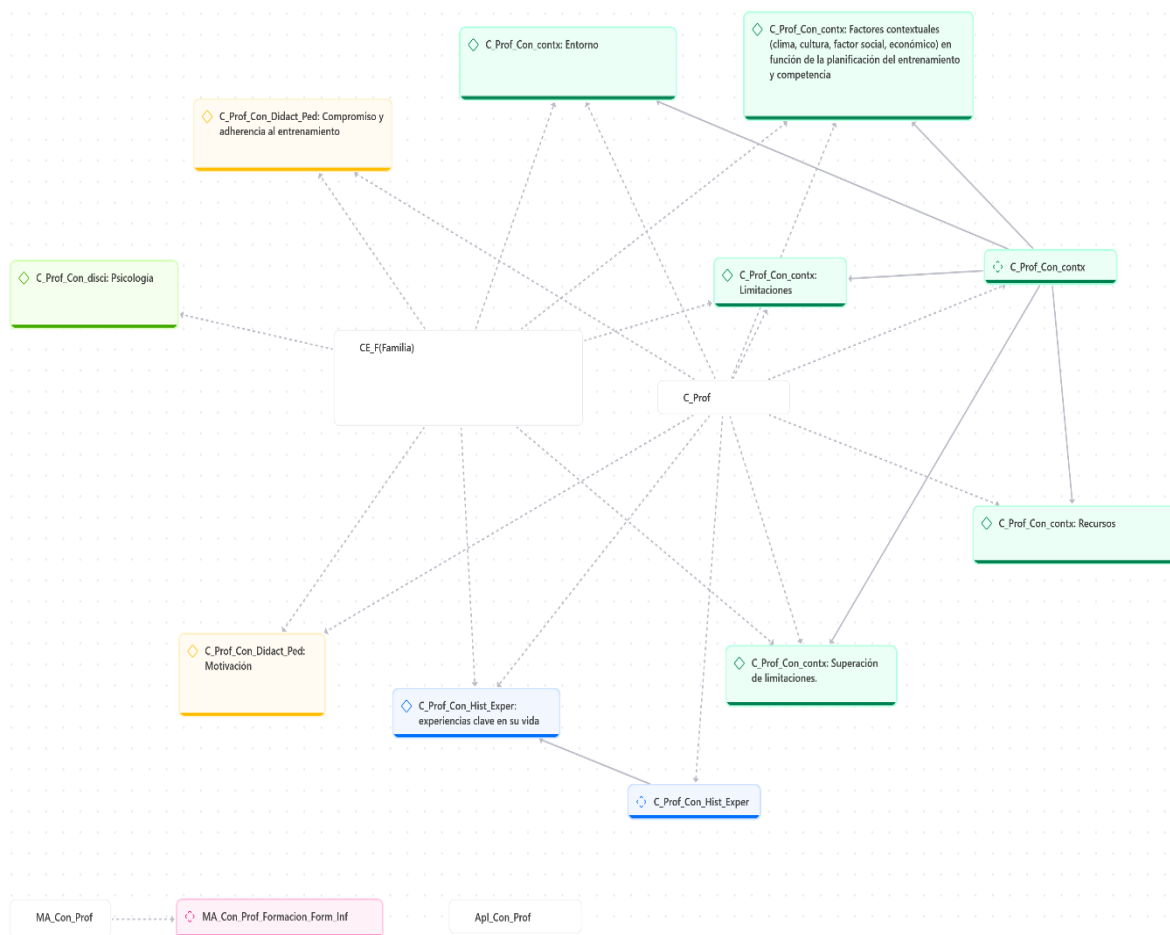 C_Prof_Con_contx: Entorno
C_Prof_Con_contx: Factores contextuales
(clima, cultura, factor social, económico) en
función de la planificación del entrenamiento
y competencia
C_Prof_Con_Didact_Ped: Compromiso y
adherencia al entrenamiento
C_Prof_Con_disci: Psicologia
C_Prof_Con_contx:
Limitaciones
C_Prof_Con_contx
CE_F(Familia)
C_Prof
C_Prof_Con_contx: Recursos
C_Prof_Con_Didact_Ped:
Motivación
C_Prof_Con_contx: Superación
de limitaciones.
C_Prof_Con_Hist_Exper:
experiencias clave en su vida
C_Prof_Con_Hist_Exper
MA_Con_Prof
MA_Con_Prof_Formacion_Form_Inf
Apl_Con_Prof